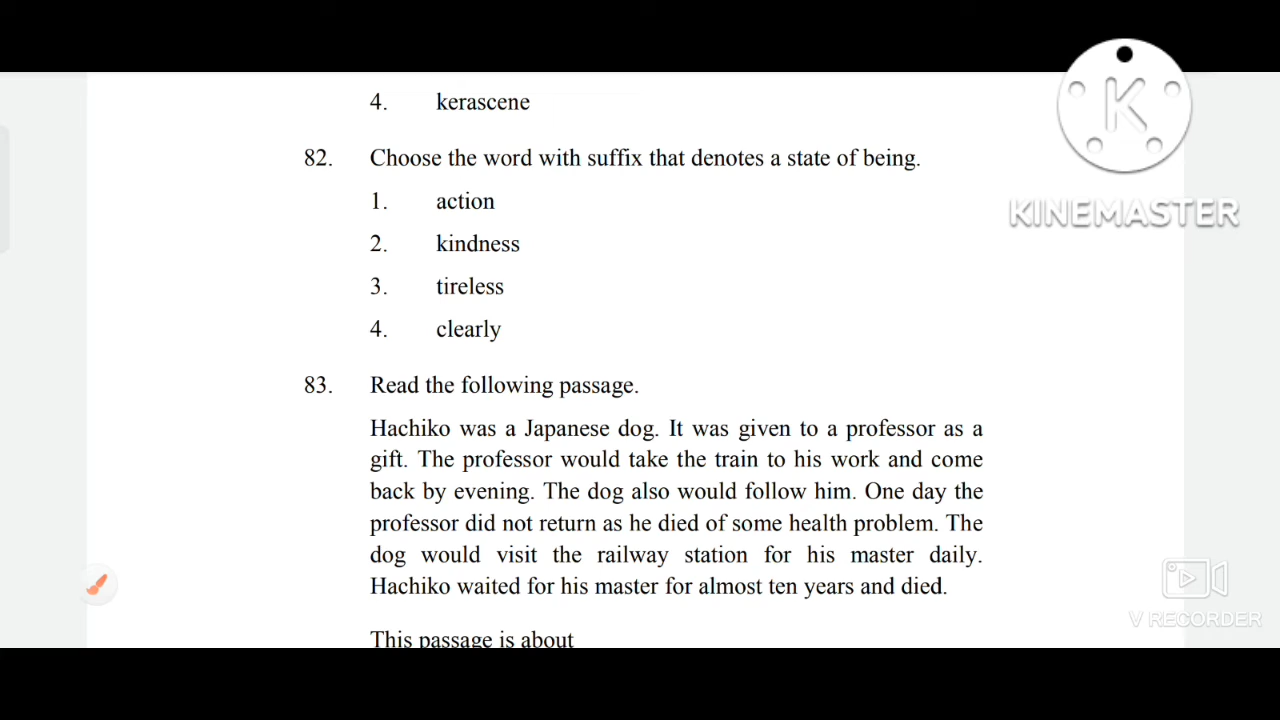 4. kerascene
KINEMASTER
82. Choose the word with suffix that denotes a state of being.
1. action
2. kindness
3. tireless
4. clearly
83. Read the following passage.
Hachiko was a Japanese dog. It was given to a professor as a
gift. The professor would take the train to his work and come
back by evening. The dog also would follow him. One day the
professor did not return as he died of some health problem. The
dog would visit the railway station for his master daily.
Hachiko waited for his master for almost ten years and died.
V RECORDER
This passage is about